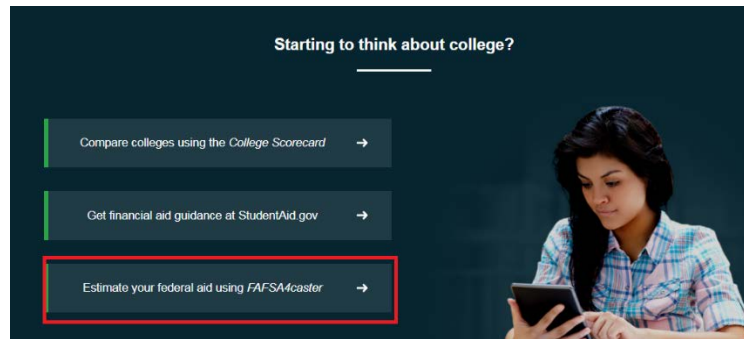 Starting to think about college?
Compare colleges using the College Scorecard
Get financial aid guidance at StudentAid.gov
Estimate your federal aid using FAFSA4caster